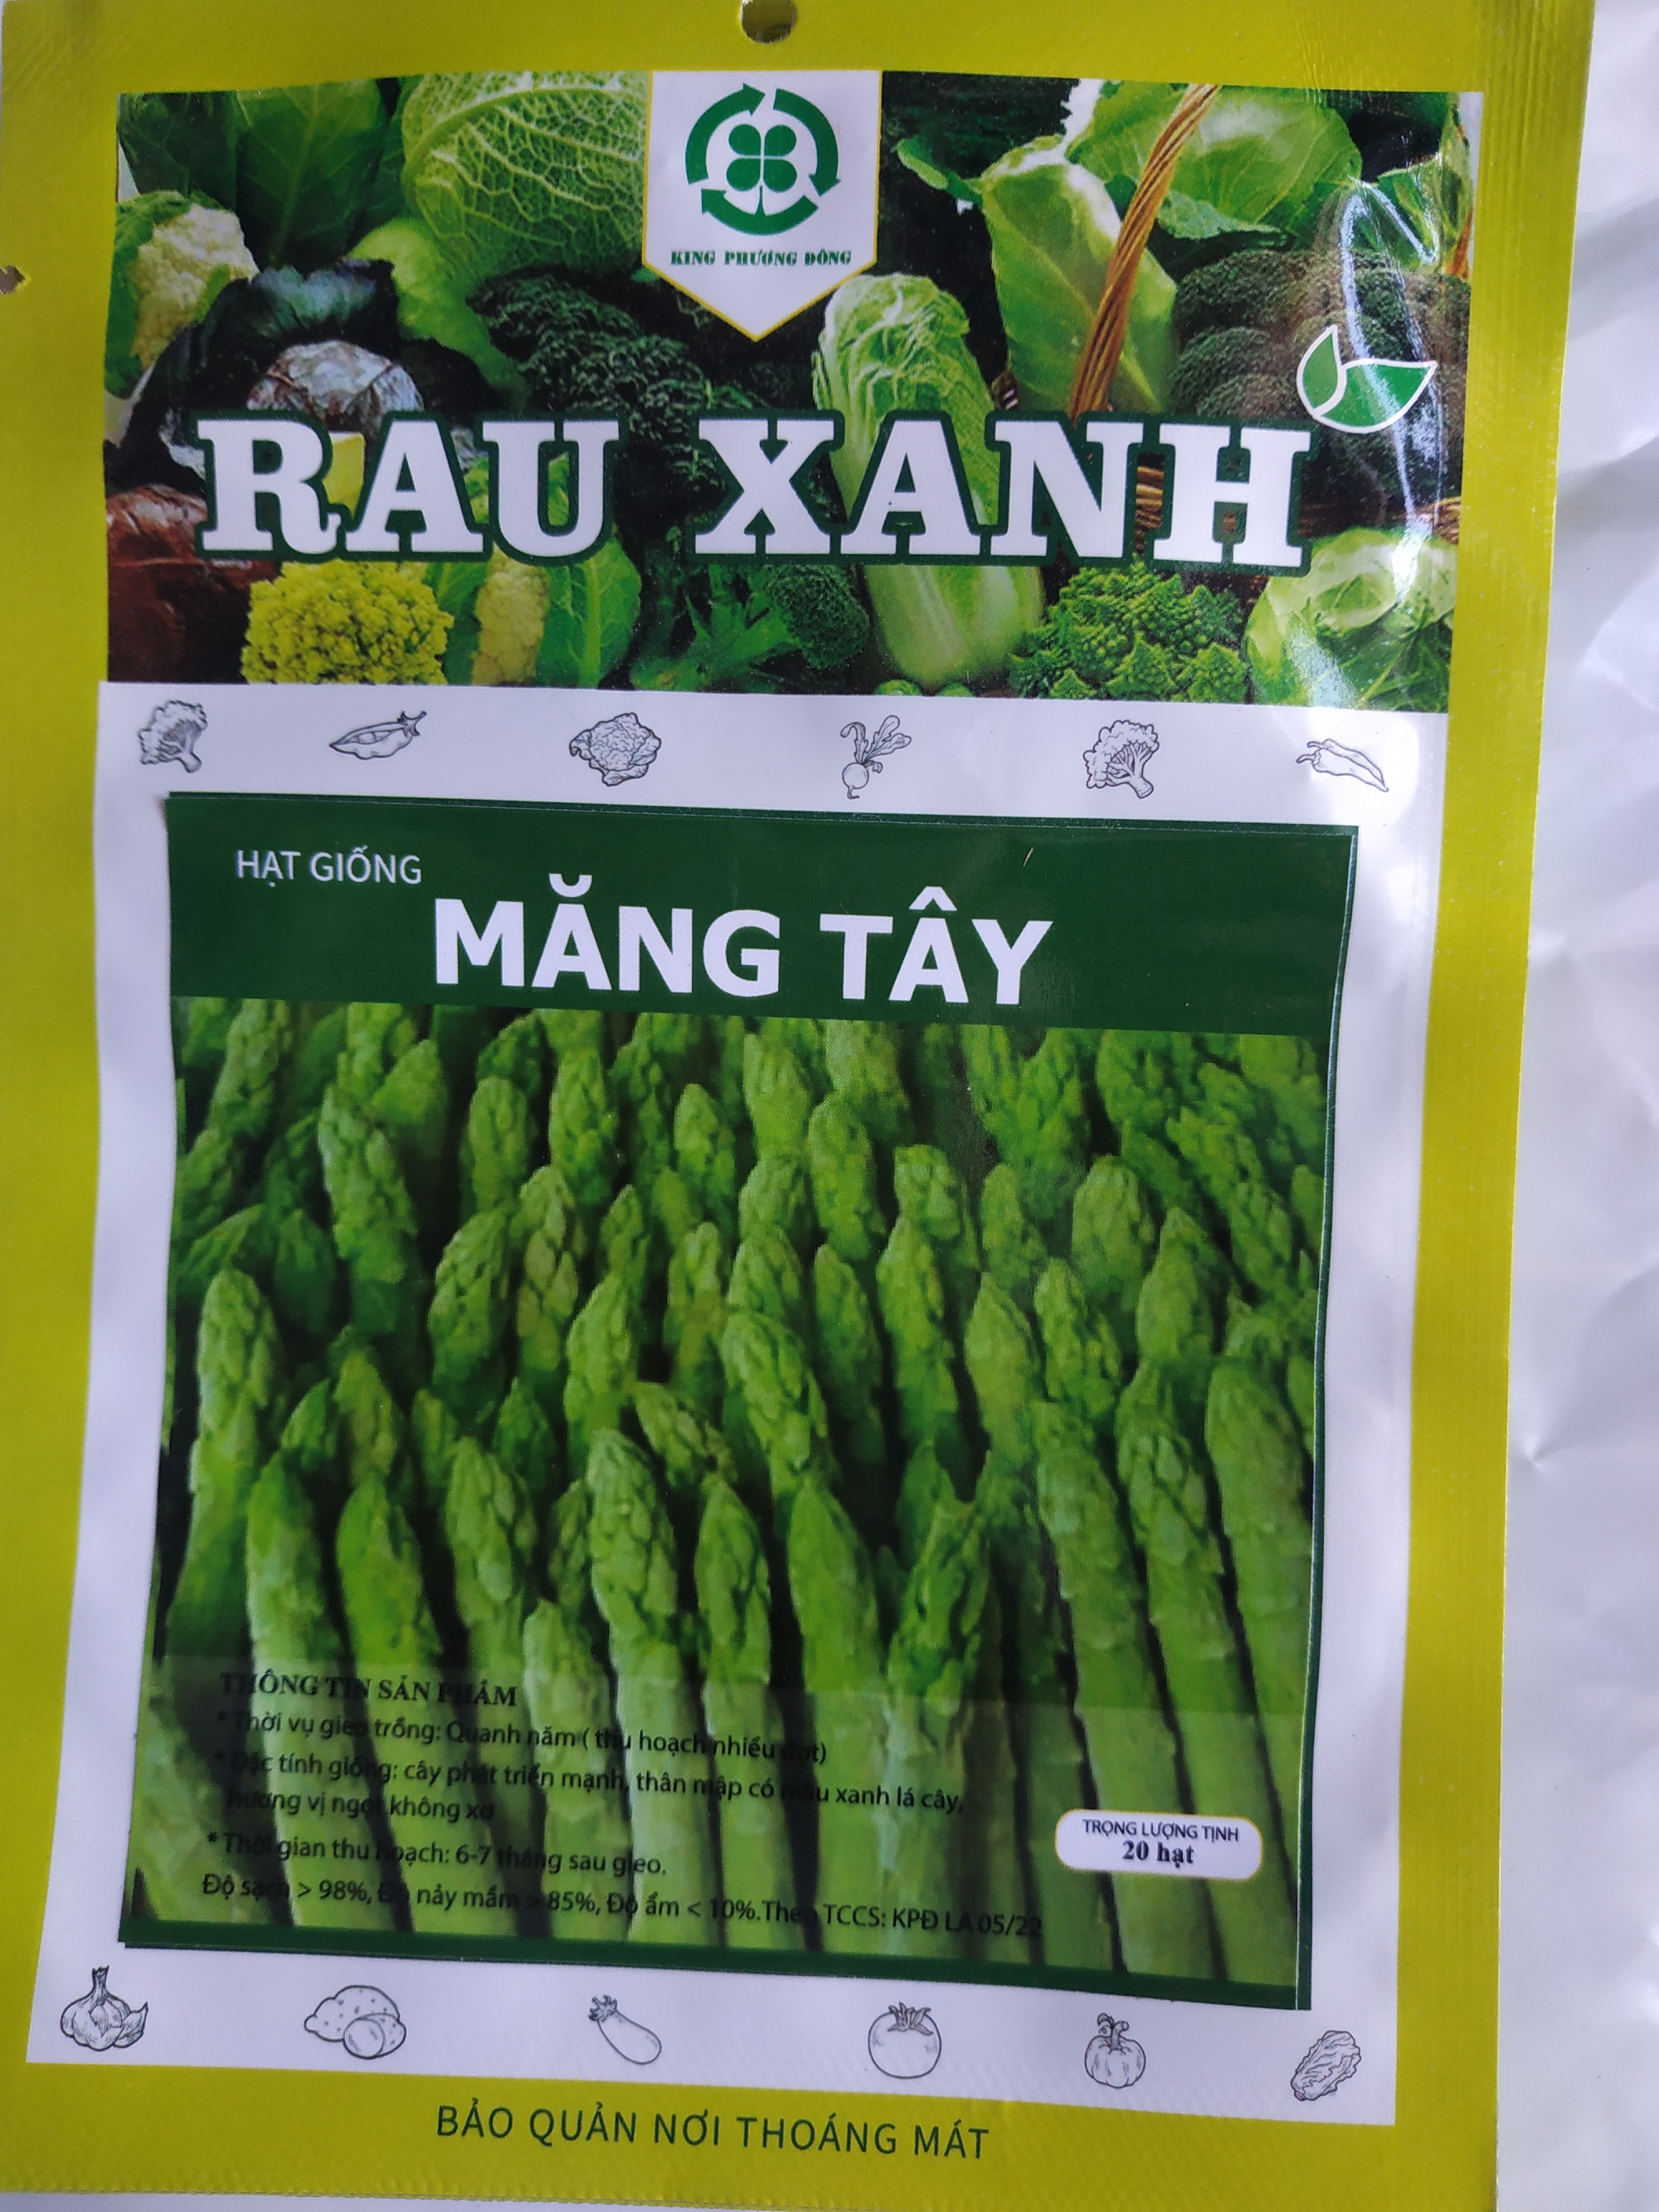 KING PHƯƠNG ĐÔNG
RAU XANH
HẠT GIỐNG
MĂNG TÂY
THÔNG TIN SẢN PHẨM
* Thời vụ gieo trồng: Quanh năm ( thu hoạch nhiều đợt)
* Đặc tính giống: cây phát triển mạnh, thân mập có màu xanh lá cây,
hương vị ngọt không xơ
* Thời gian thu hoạch: 6-7 tháng sau gieo.
Độ sạch > 98%, Độ nảy mầm > 85%, Độ ẩm < 10%.Theo TCCS: KPĐ LA 05/22
TRỌNG LƯỢNG TỊNH
20 hạt
BẢO QUẢN NƠI THOÁNG MÁT